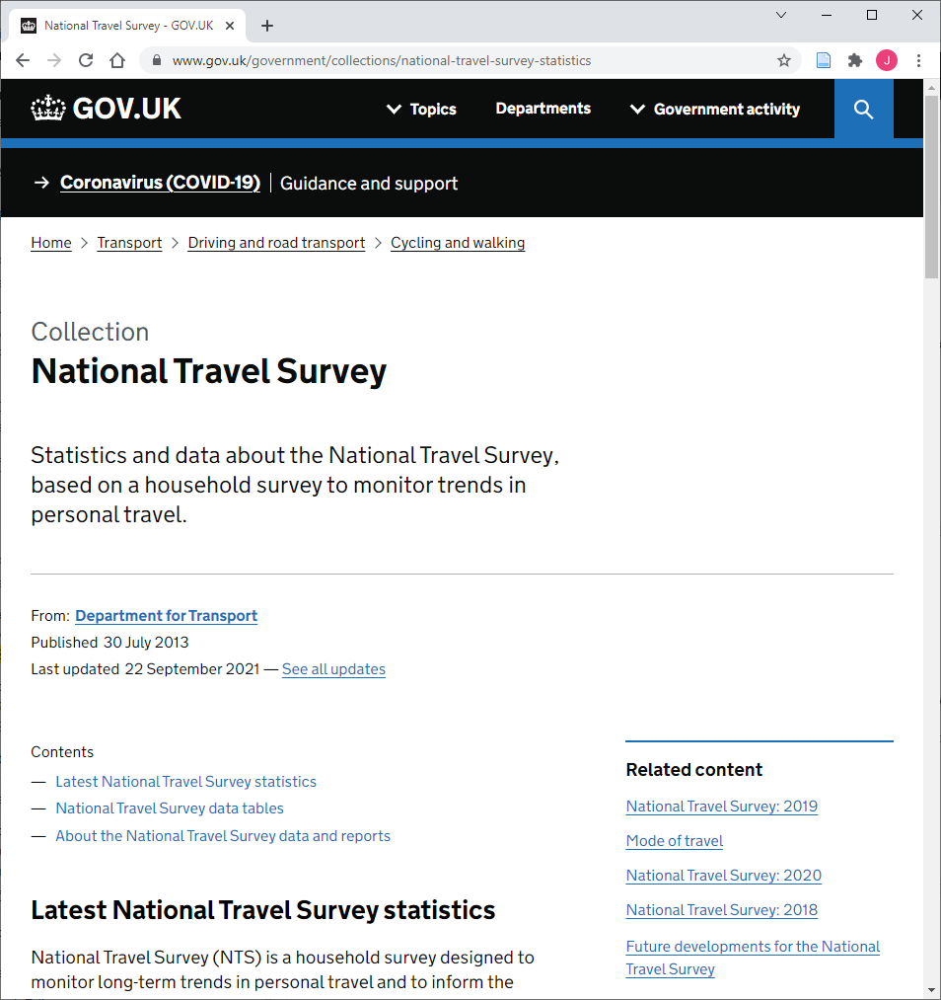 National Travel Survey - GOV.UK
www.gov.uk/government/collections/national-travel-survey-statistics
J
GOV.UK
Topics
Departments
Government activity
Coronavirus (COVID-19) Guidance and support
Home Transport Driving and road transport Cycling and walking
Collection
National Travel Survey
Statistics and data about the National Travel Survey,
based on a household survey to monitor trends in
personal travel.
From: Department for Transport
Published 30 July 2013
Last updated 22 September 2021 — See all updates
Contents
— Latest National Travel Survey statistics
— National Travel Survey data tables
— About the National Travel Survey data and reports
Latest National Travel Survey statistics
National Travel Survey (NTS) is a household survey designed to
monitor long-term trends in personal travel and to inform the
Related content
National Travel Survey: 2019
Mode of travel
National Travel Survey: 2020
National Travel Survey: 2018
Future developments for the National
Travel Survey